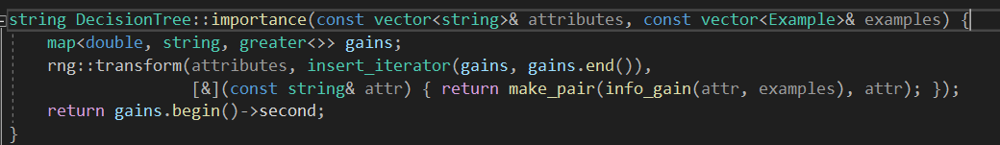 string DecisionTree::importance(const vector<string>& attributes, const vector<Example>& examples) {
    map<double, string, greater<>> gains;
    rng::transform(attributes, insert_iterator(gains, gains.end()),
                   [&](const string& attr) { return make_pair(info_gain(attr, examples), attr); });
    return gains.begin()->second;
}